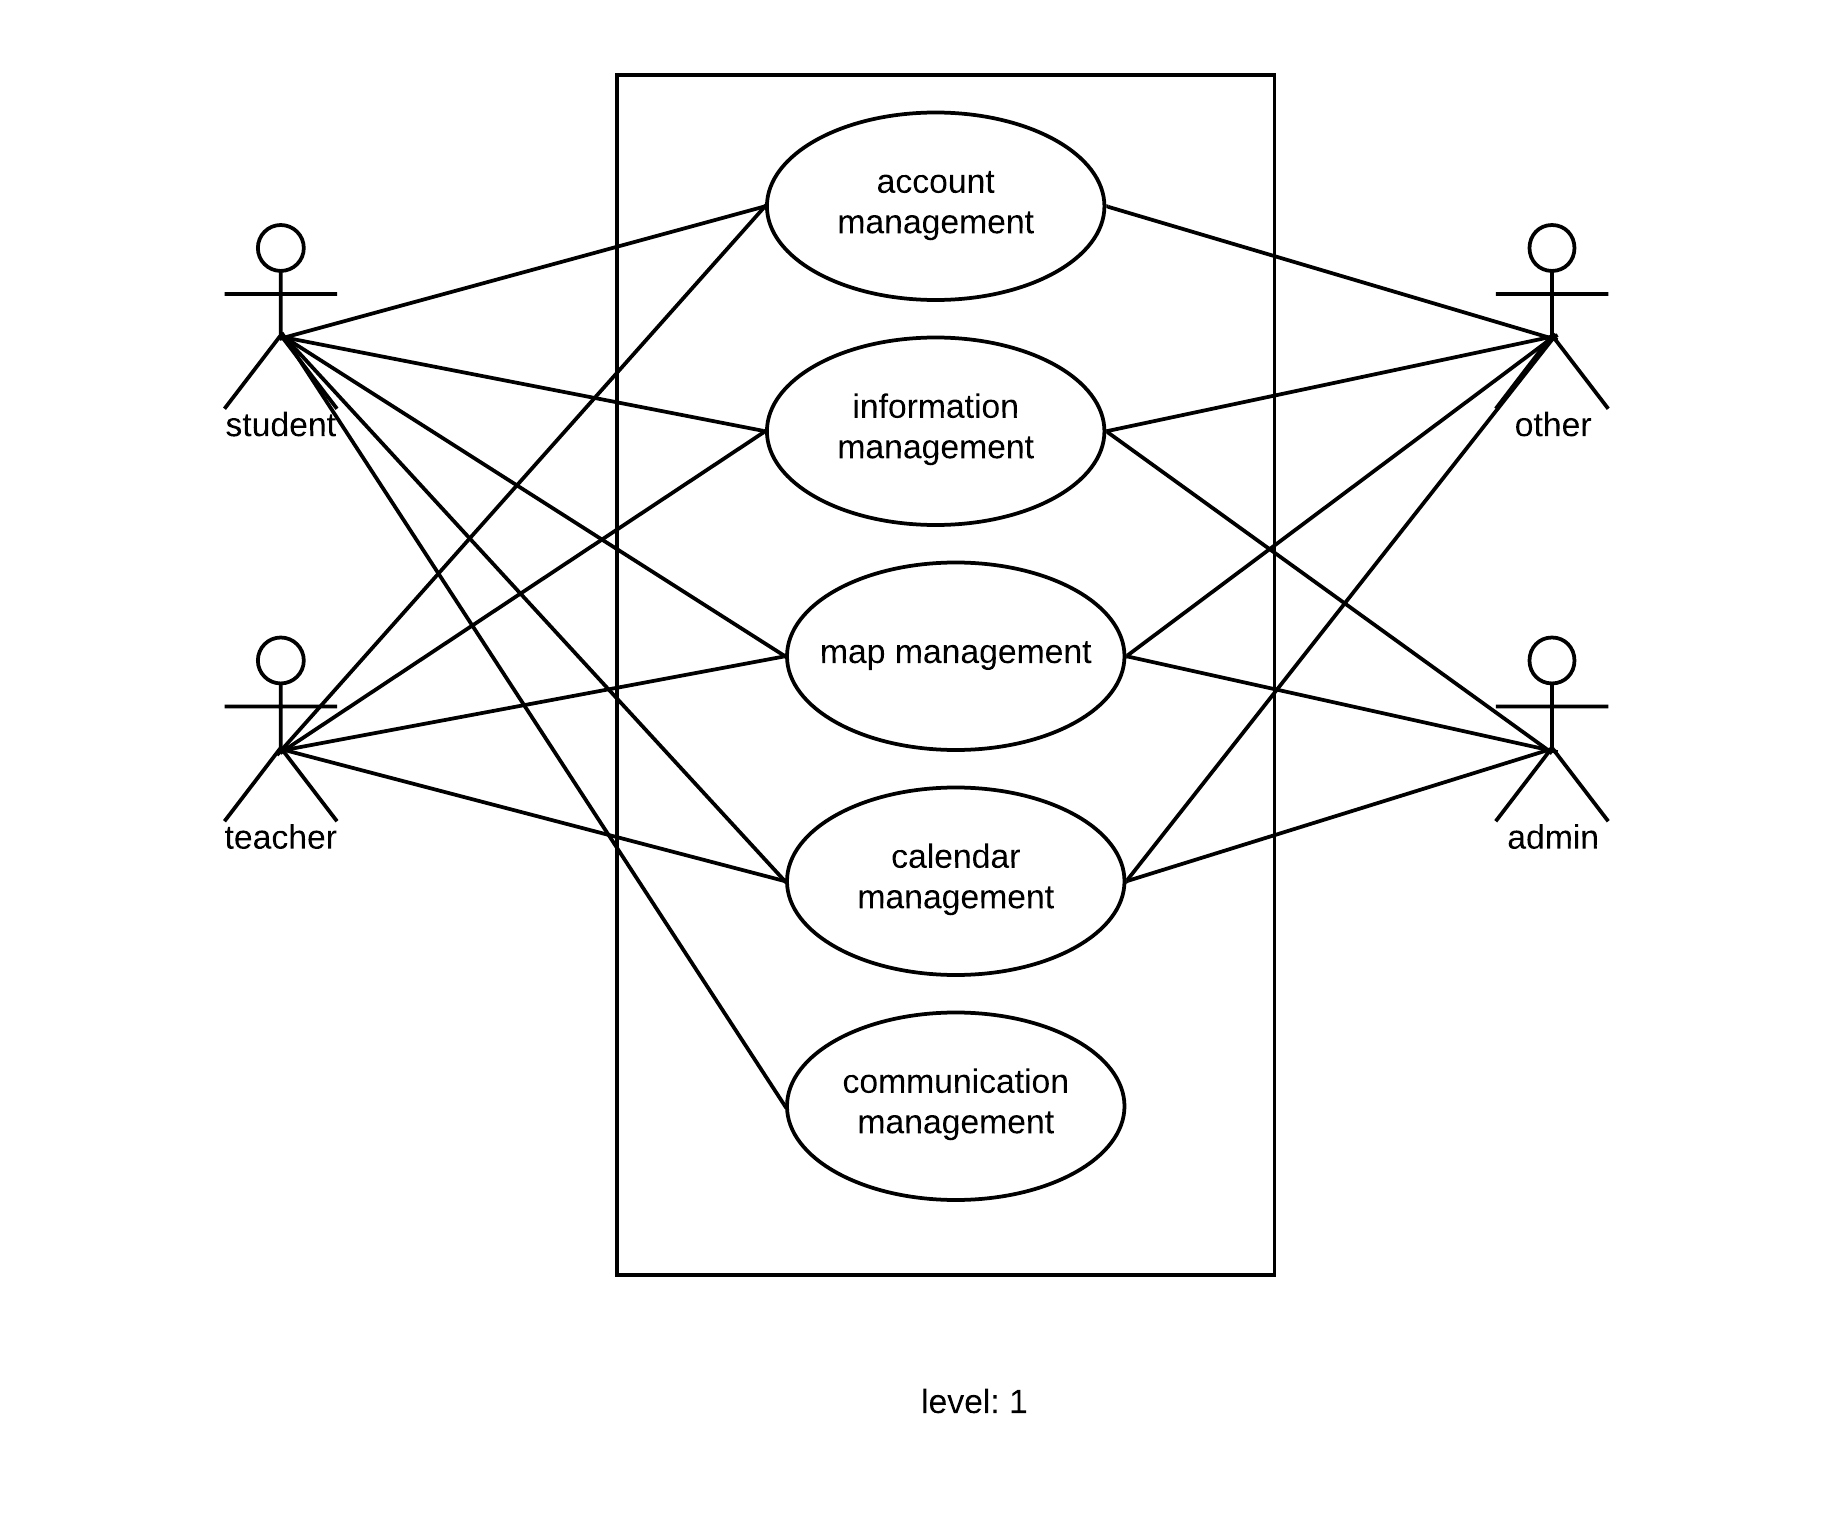 account
management
student
other
information
management
map management
teacher
admin
calendar
management
communication
management
level: 1